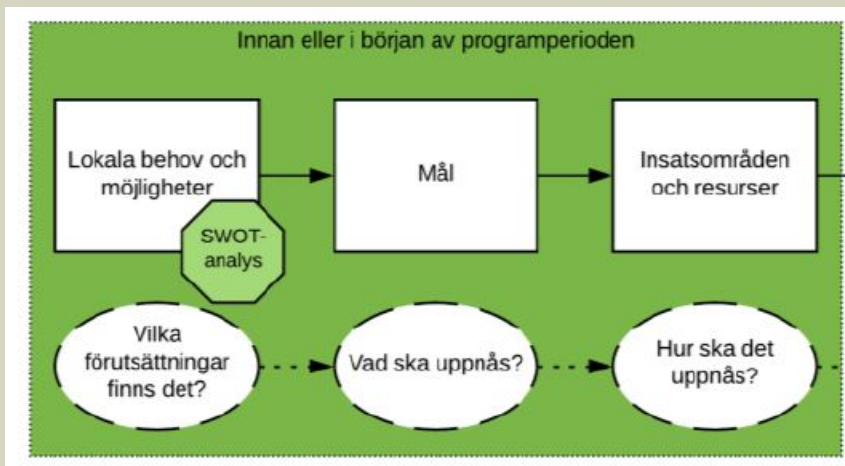 Innan eller i början av programperioden
Lokala behov och
möjligheter
SWOT-
analys
Mål
Insatsområden
och resurser
Vilka
förutsättningar
finns det?
Vad ska uppnås?
Hur ska det
uppnås?